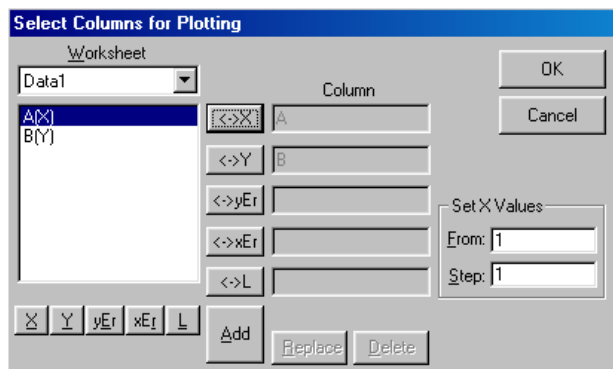 Select Columns for Plotting
Worksheet
Data1
A(X)
B(Y)
X
Y
yEr
xEr
L
Column
<->X
A
<->Y
B
<->yEr
<->xEr
<->L
Add
Replace
Delete
OK
Cancel
Set X Values
From: 1
Step: 1